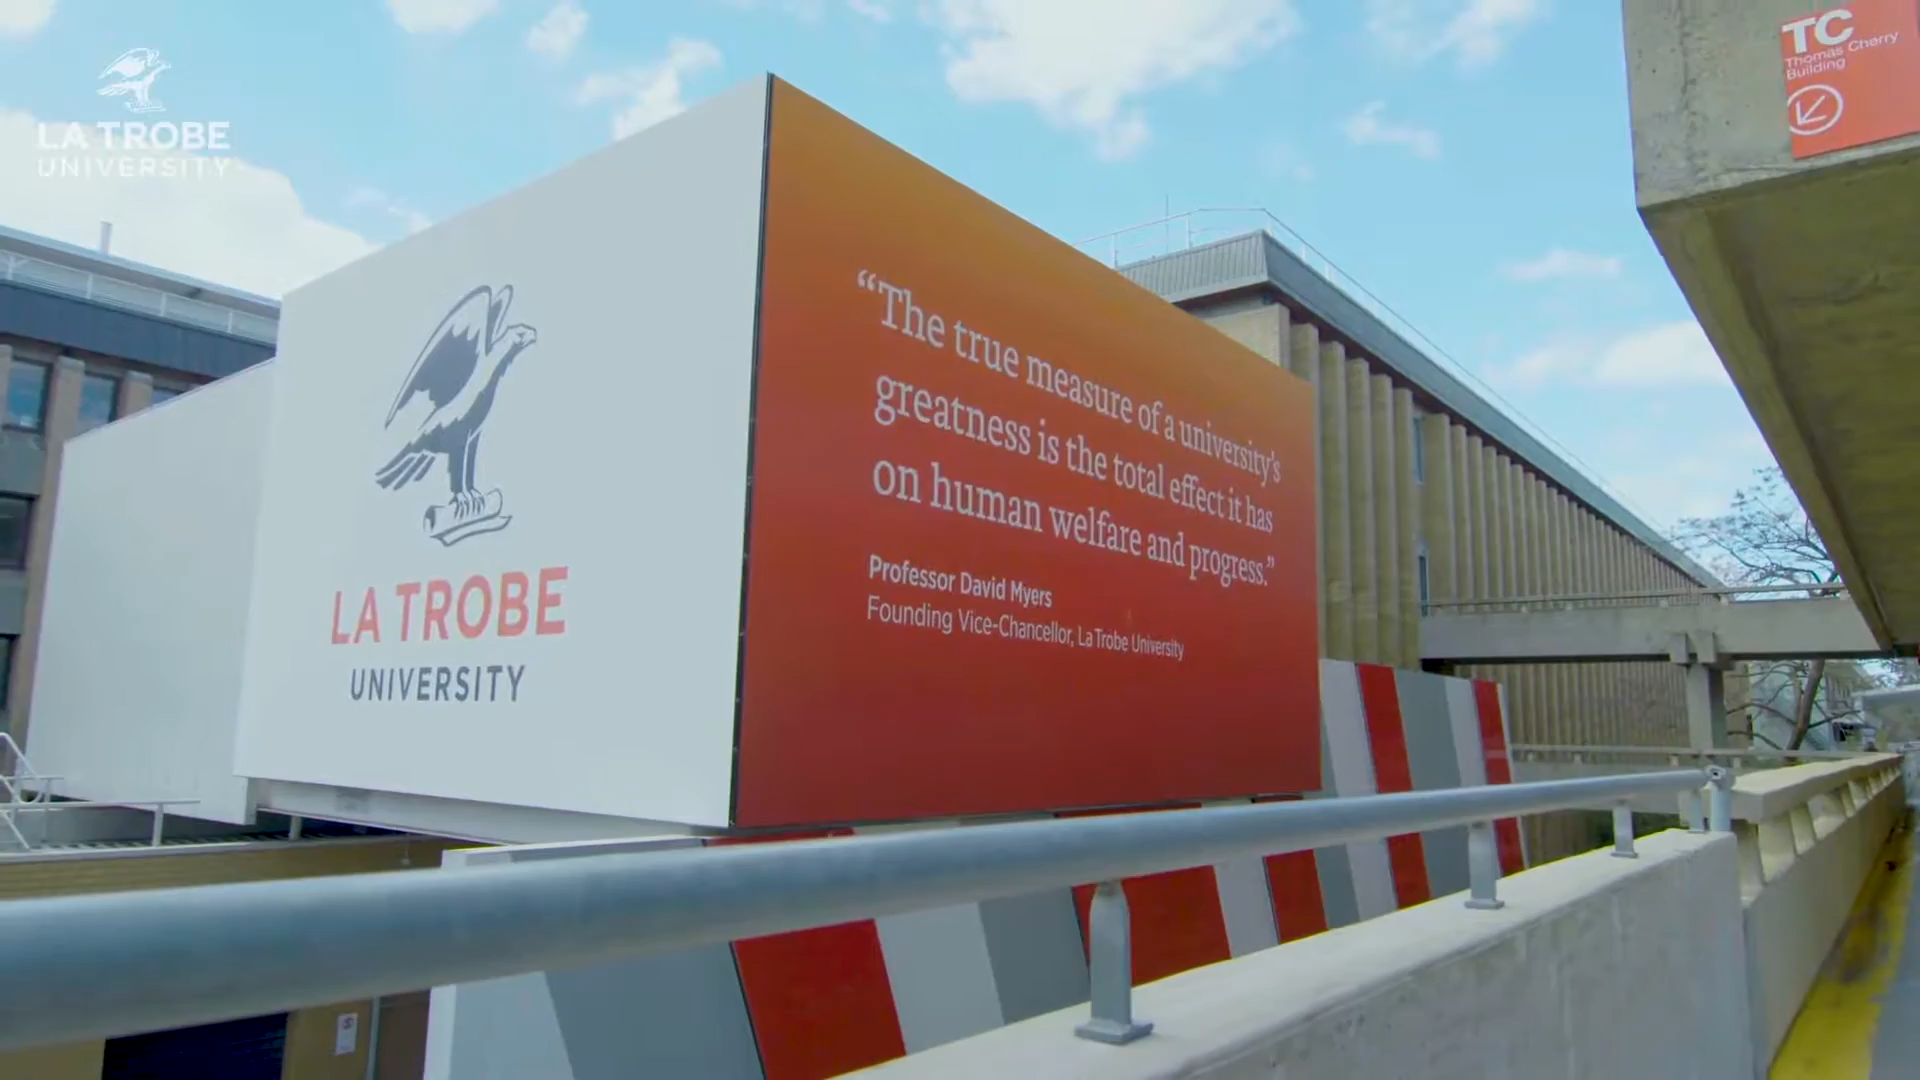 LA TROBE
UNIVERSITY
TC
Thomas Cherry
Building
LA TROBE
UNIVERSITY
“The true measure of a university's
greatness is the total effect it has
on human welfare and progress.”
Professor David Myers
Founding Vice-Chancellor, La Trobe University